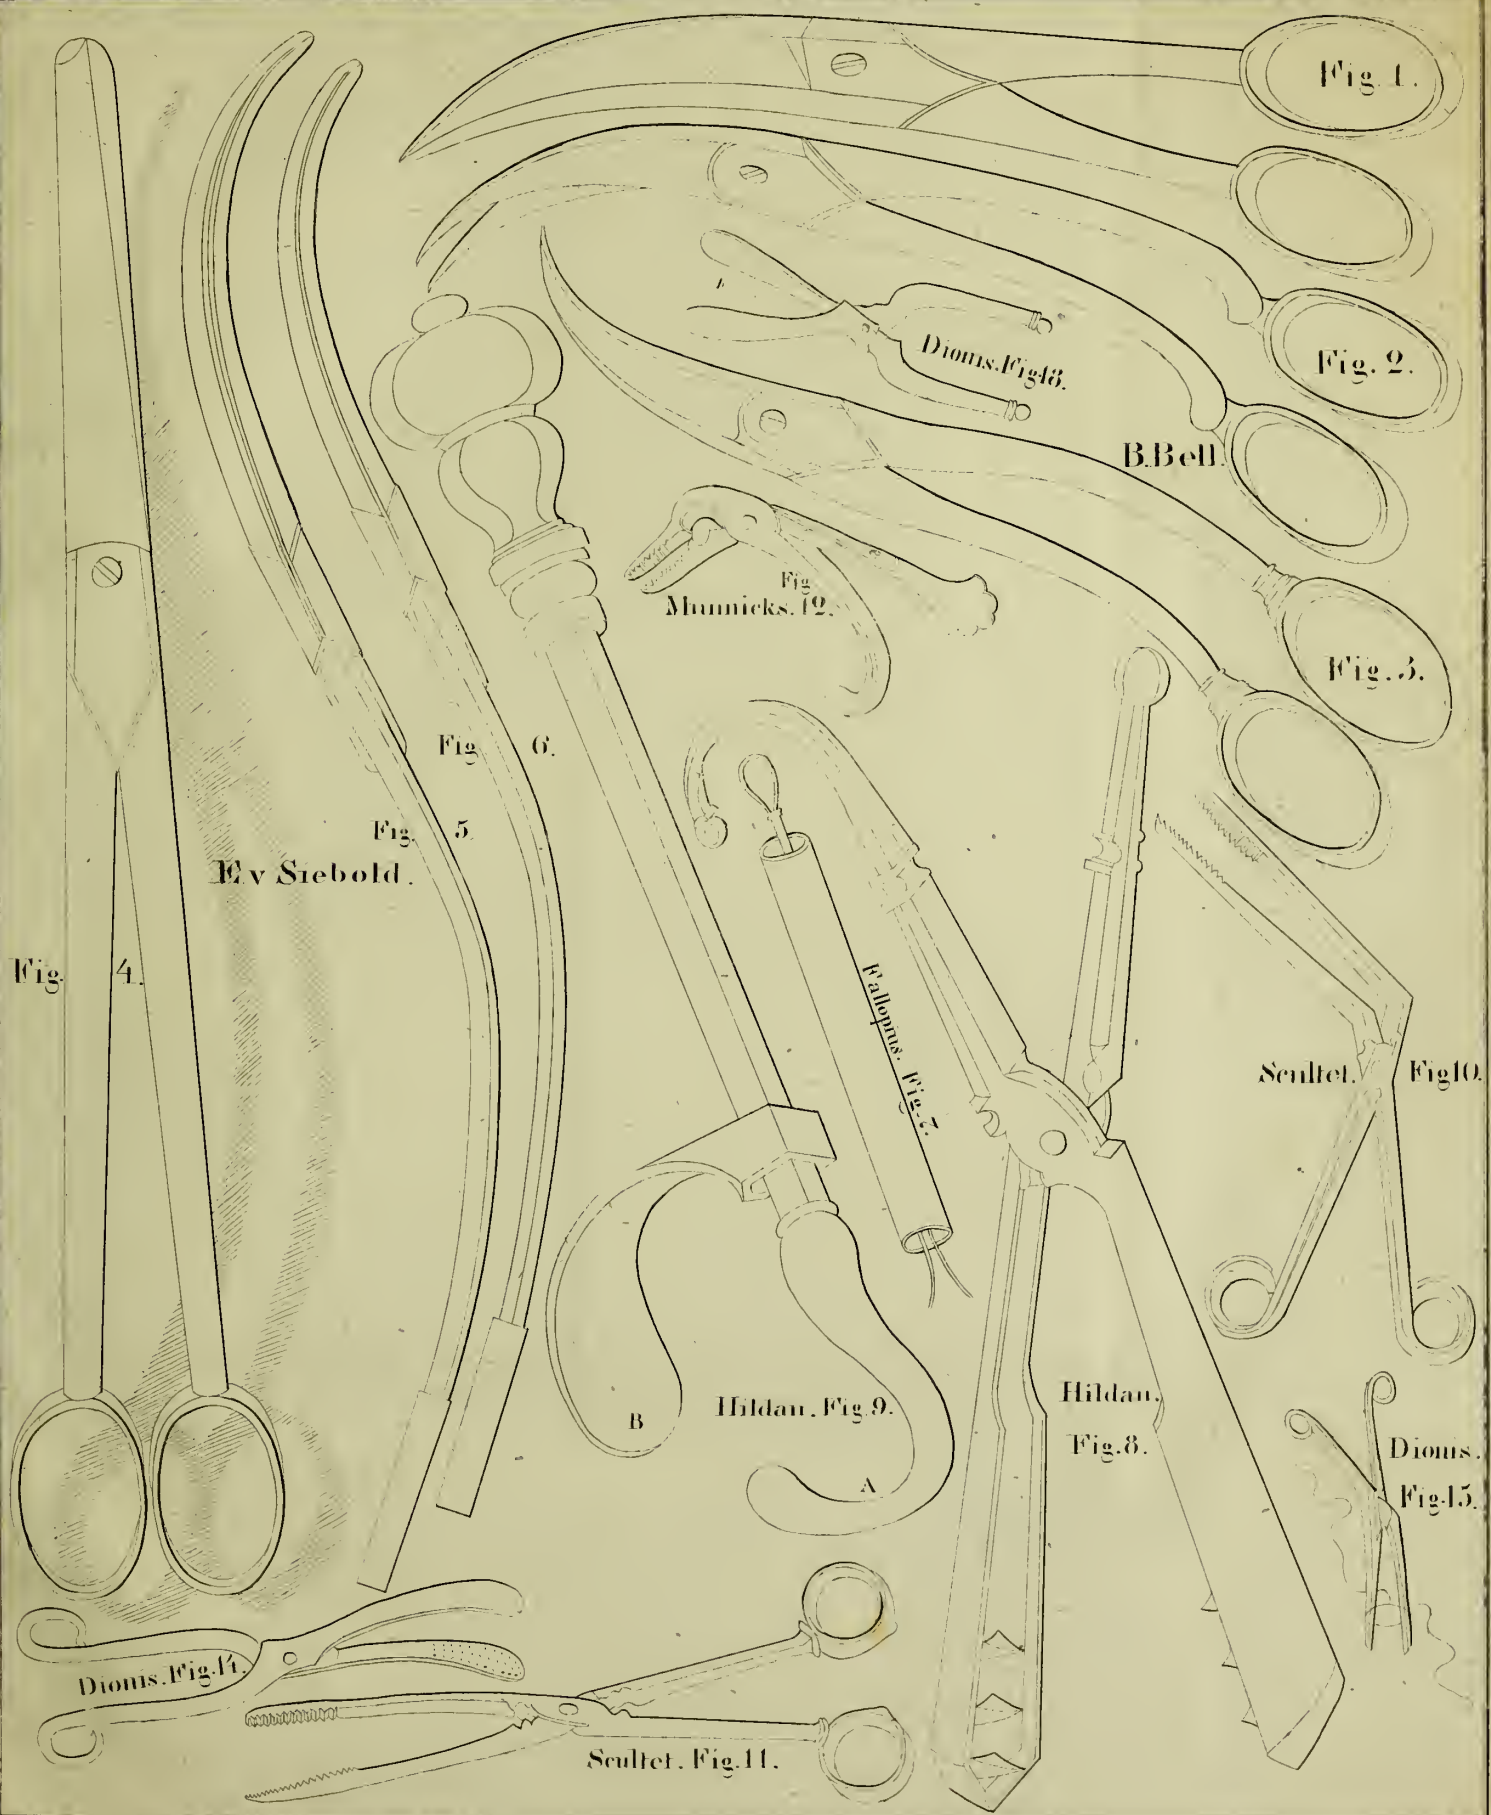 Fig. 1.
Fig. 2.
Dionis. Fig. 13.
B. Bell.
Fig.
Munnicks. 12.
Fig. 3.
Fig. 6.
Fig. 5.
E v Siebold.
Fig. 4.
Fallopius. Fig. 7.
Scultet. Fig 10.
Hildan. Fig. 9.
B
A
Hildan.
Fig. 8.
Dionis.
Fig. 15.
Dionis. Fig. 14.
Scultet. Fig. 11.